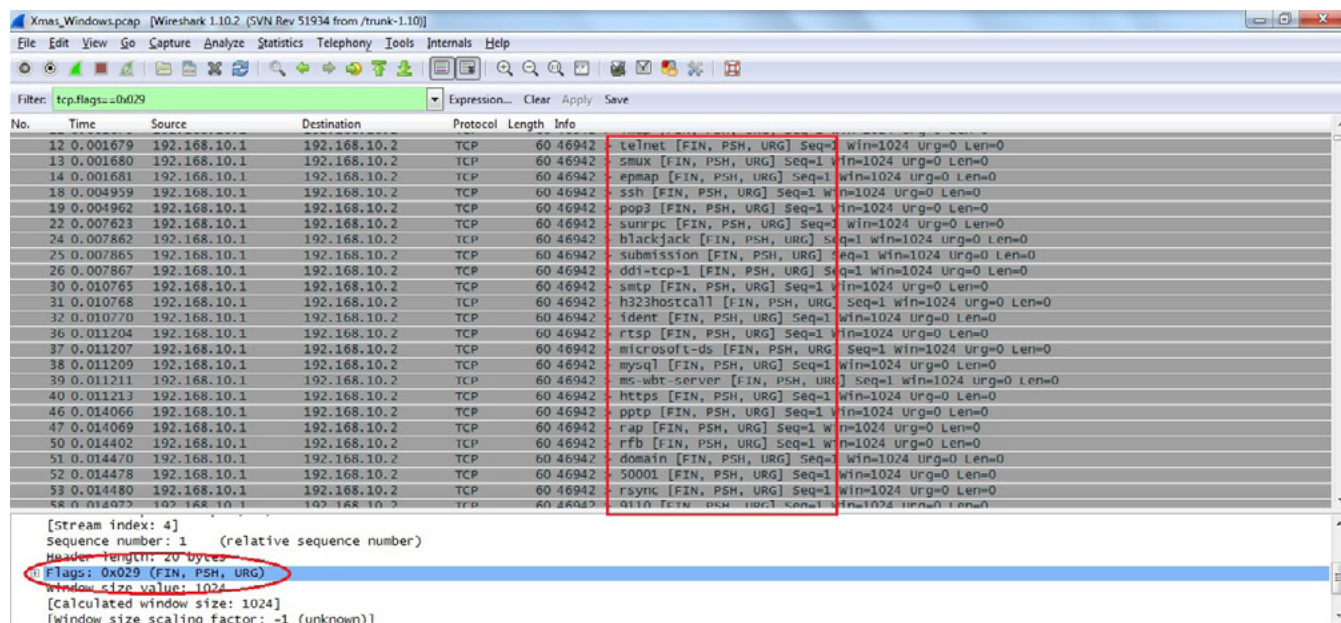 Xmas_Windows.pcap [Wireshark 1.10.2 (SVN Rev 51934 from /trunk-1.10)]
File Edit View Go Capture Analyze Statistics Telephony Tools Internals Help
Filter: tcp.flags==0x029 Expression... Clear Apply Save
No. Time Source Destination Protocol Length Info
12 0.001679 192.168.10.1 192.168.10.2 TCP 60 46942 > telnet [FIN, PSH, URG] Seq=1 Win=1024 Urg=0 Len=0
13 0.001680 192.168.10.1 192.168.10.2 TCP 60 46942 > smux [FIN, PSH, URG] Seq=1 Win=1024 Urg=0 Len=0
14 0.001681 192.168.10.1 192.168.10.2 TCP 60 46942 > epmap [FIN, PSH, URG] Seq=1 Win=1024 Urg=0 Len=0
18 0.004959 192.168.10.1 192.168.10.2 TCP 60 46942 > ssh [FIN, PSH, URG] Seq=1 Win=1024 Urg=0 Len=0
19 0.004962 192.168.10.1 192.168.10.2 TCP 60 46942 > pop3 [FIN, PSH, URG] Seq=1 Win=1024 Urg=0 Len=0
22 0.007623 192.168.10.1 192.168.10.2 TCP 60 46942 > sunrpc [FIN, PSH, URG] Seq=1 Win=1024 Urg=0 Len=0
24 0.007862 192.168.10.1 192.168.10.2 TCP 60 46942 > blackjack [FIN, PSH, URG] Seq=1 Win=1024 Urg=0 Len=0
25 0.007865 192.168.10.1 192.168.10.2 TCP 60 46942 > submission [FIN, PSH, URG] Seq=1 Win=1024 Urg=0 Len=0
26 0.007867 192.168.10.1 192.168.10.2 TCP 60 46942 > ddi-tcp-1 [FIN, PSH, URG] Seq=1 Win=1024 Urg=0 Len=0
30 0.010765 192.168.10.1 192.168.10.2 TCP 60 46942 > smtp [FIN, PSH, URG] Seq=1 Win=1024 Urg=0 Len=0
31 0.010768 192.168.10.1 192.168.10.2 TCP 60 46942 > h323hostcall [FIN, PSH, URG] Seq=1 Win=1024 Urg=0 Len=0
32 0.010770 192.168.10.1 192.168.10.2 TCP 60 46942 > ident [FIN, PSH, URG] Seq=1 Win=1024 Urg=0 Len=0
36 0.011204 192.168.10.1 192.168.10.2 TCP 60 46942 > rtsp [FIN, PSH, URG] Seq=1 Win=1024 Urg=0 Len=0
37 0.011207 192.168.10.1 192.168.10.2 TCP 60 46942 > microsoft-ds [FIN, PSH, URG] Seq=1 Win=1024 Urg=0 Len=0
38 0.011209 192.168.10.1 192.168.10.2 TCP 60 46942 > mysql [FIN, PSH, URG] Seq=1 Win=1024 Urg=0 Len=0
39 0.011211 192.168.10.1 192.168.10.2 TCP 60 46942 > ms-wbt-server [FIN, PSH, URG] Seq=1 Win=1024 Urg=0 Len=0
40 0.011213 192.168.10.1 192.168.10.2 TCP 60 46942 > https [FIN, PSH, URG] Seq=1 Win=1024 Urg=0 Len=0
46 0.014066 192.168.10.1 192.168.10.2 TCP 60 46942 > pptp [FIN, PSH, URG] Seq=1 Win=1024 Urg=0 Len=0
47 0.014069 192.168.10.1 192.168.10.2 TCP 60 46942 > rap [FIN, PSH, URG] Seq=1 Win=1024 Urg=0 Len=0
50 0.014402 192.168.10.1 192.168.10.2 TCP 60 46942 > rfb [FIN, PSH, URG] Seq=1 Win=1024 Urg=0 Len=0
51 0.014470 192.168.10.1 192.168.10.2 TCP 60 46942 > domain [FIN, PSH, URG] Seq=1 Win=1024 Urg=0 Len=0
52 0.014478 192.168.10.1 192.168.10.2 TCP 60 46942 > 50001 [FIN, PSH, URG] Seq=1 Win=1024 Urg=0 Len=0
53 0.014480 192.168.10.1 192.168.10.2 TCP 60 46942 > rsync [FIN, PSH, URG] Seq=1 Win=1024 Urg=0 Len=0
58 0.014972 192.168.10.1 192.168.10.2 TCP 60 46942 > 9110 [FIN, PSH, URG] Seq=1 Win=1024 Urg=0 Len=0
[Stream index: 4]
Sequence number: 1 (relative sequence number)
Header length: 20 bytes
Flags: 0x029 (FIN, PSH, URG)
Window size value: 1024
[Calculated window size: 1024]
[Window size scaling factor: -1 (unknown)]